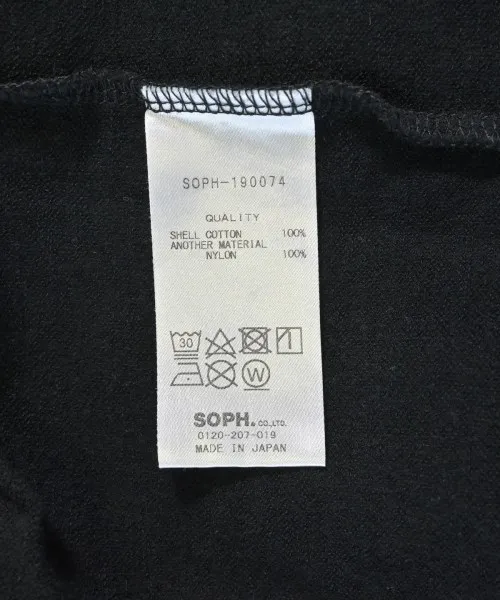 SOPH-190074
QUALITY
SHELL COTTON 100%
ANOTHER MATERIAL
NYLON 100%
30
W
SOPH. CO.,LTD.
0120-207-019
MADE IN JAPAN